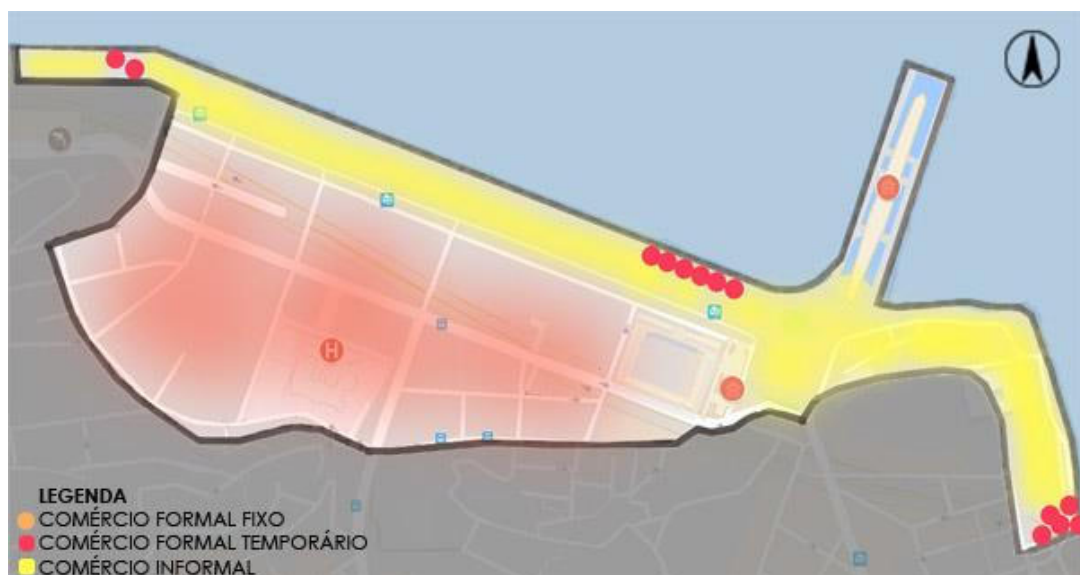 H
LEGENDA
COMÉRCIO FORMAL FIXO
COMÉRCIO FORMAL TEMPORÁRIO
COMÉRCIO INFORMAL